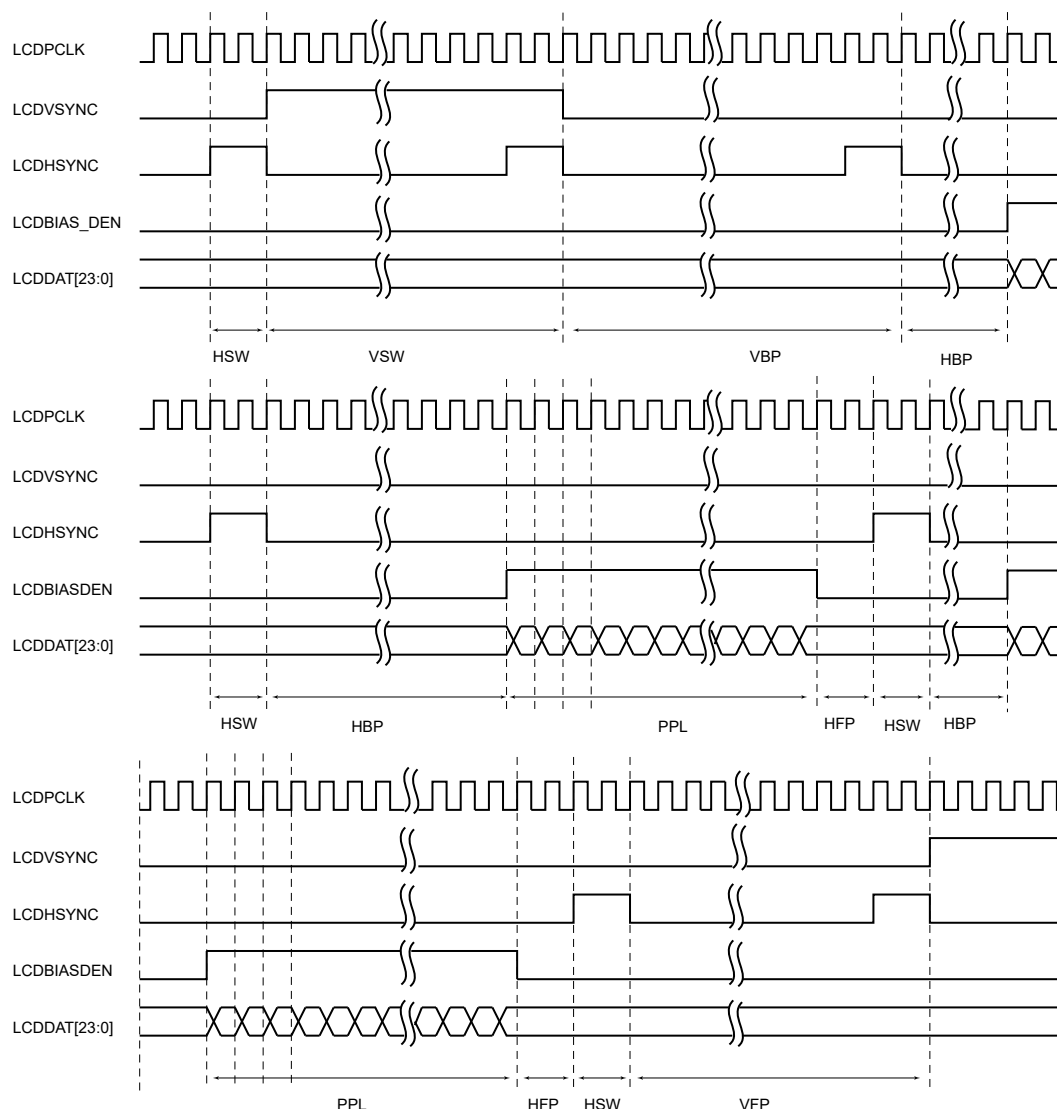 LCDPCLK
LCDVSYNC
LCDHSYNC
LCDBIAS_DEN
LCDDAT[23:0]
HSW VSW VBP HBP
LCDPCLK
LCDVSYNC
LCDHSYNC
LCDBIASDEN
LCDDAT[23:0]
HSW HBP PPL HFP HSW HBP
LCDPCLK
LCDVSYNC
LCDHSYNC
LCDBIASDEN
LCDDAT[23:0]
PPL HFP HSW VFP